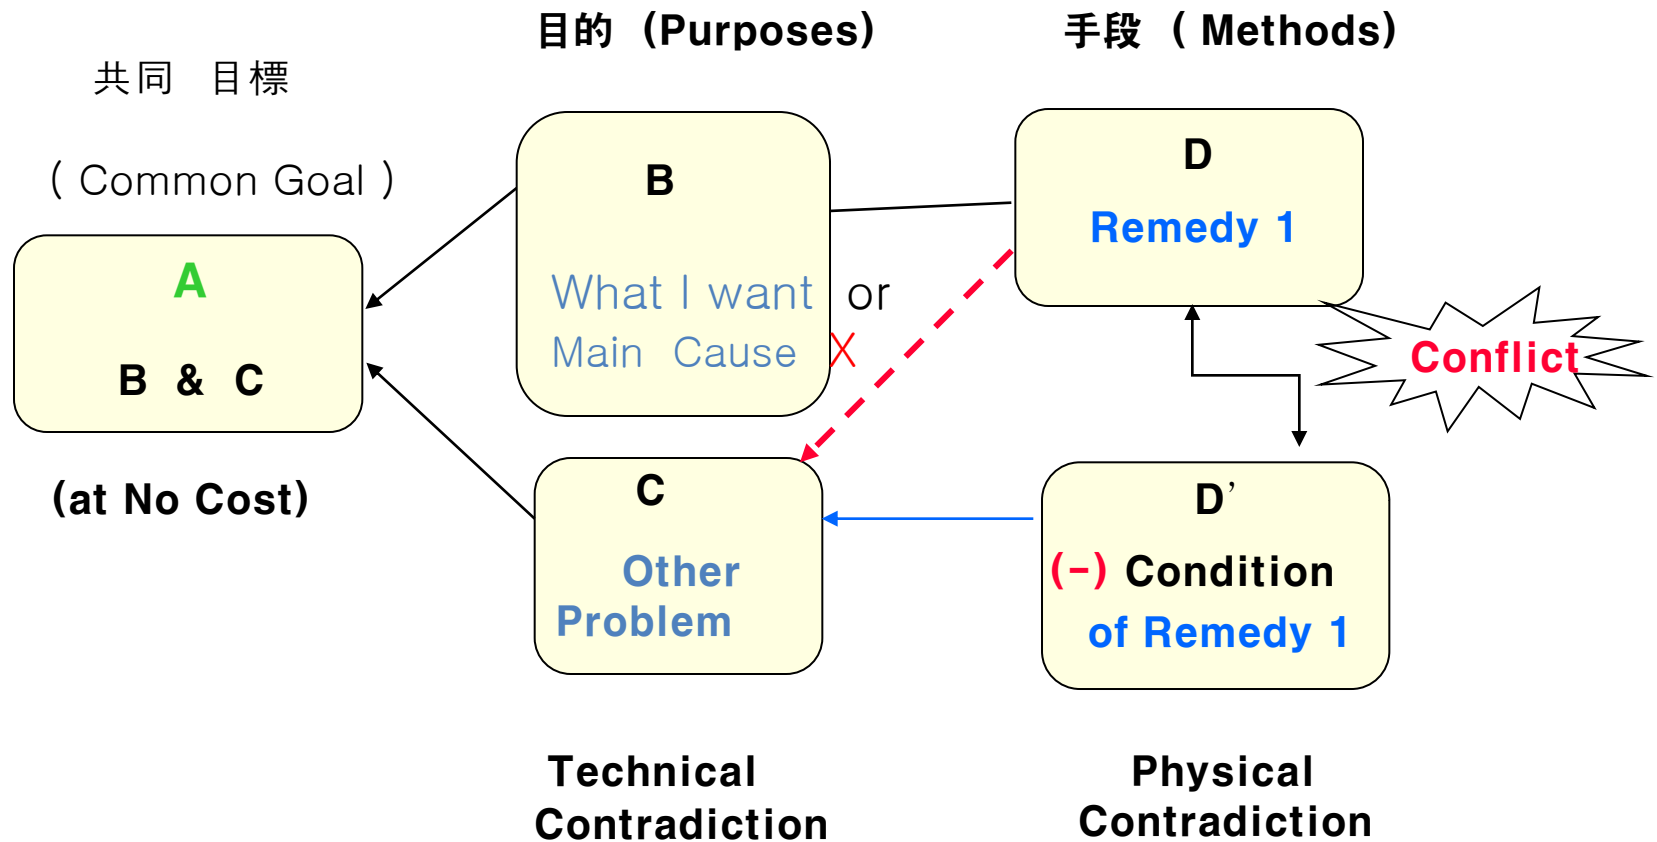 目的 (Purposes)
手段 ( Methods)
共同 目標
( Common Goal )
A
B & C
(at No Cost)
B
What I want or
Main Cause X
D
Remedy 1
Conflict
C
Other
Problem
D’
(-) Condition
of Remedy 1
Technical
Contradiction
Physical
Contradiction